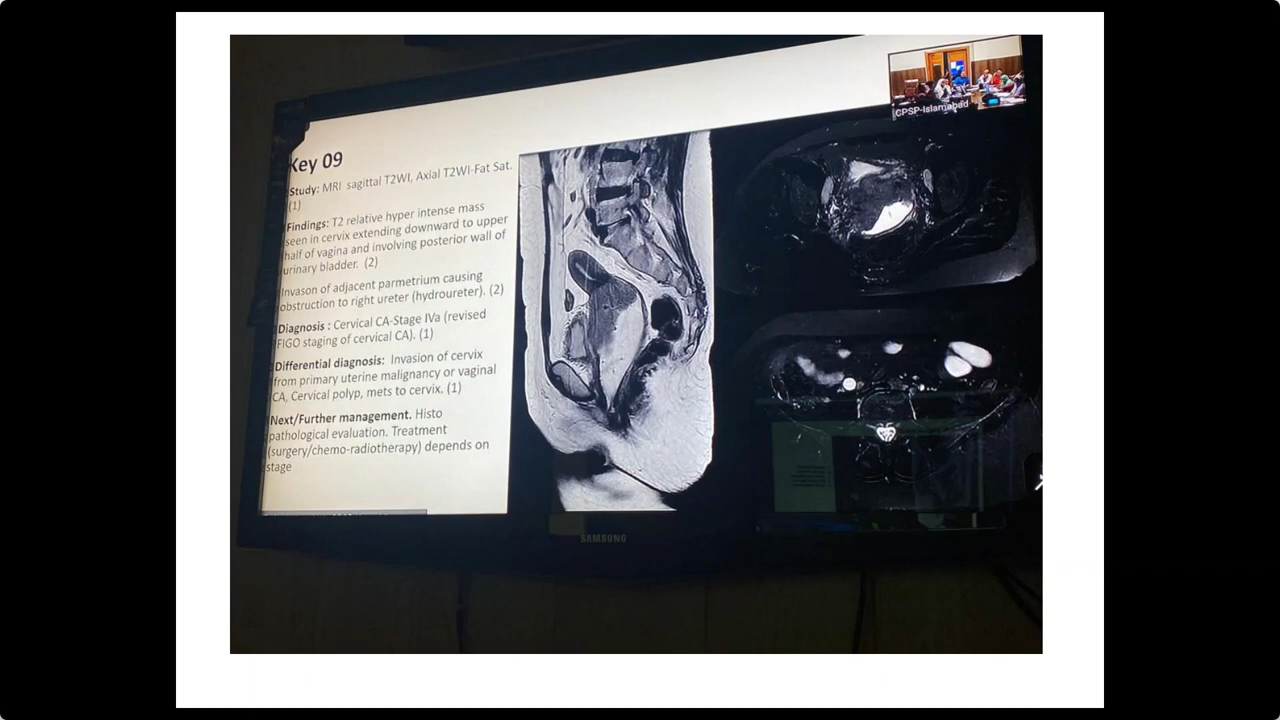 CPSP-Islamabad
Key 09
Study: MRI sagittal T2WI, Axial T2WI-Fat Sat.
(1)
Findings: T2 relative hyper intense mass
seen in cervix extending downward to upper
half of vagina and involving posterior wall of
urinary bladder. (2)
Invason of adjacent parmetrium causing
obstruction to right ureter (hydroureter). (2)
Diagnosis : Cervical CA-Stage IVa (revised
FIGO staging of cervical CA). (1)
Differential diagnosis: Invasion of cervix
from primary uterine malignancy or vaginal
CA, Cervical polyp, mets to cervix. (1)
Next/Further management. Histo
pathological evaluation. Treatment
(surgery/chemo-radiotherapy) depends on
stage
SAMSUNG